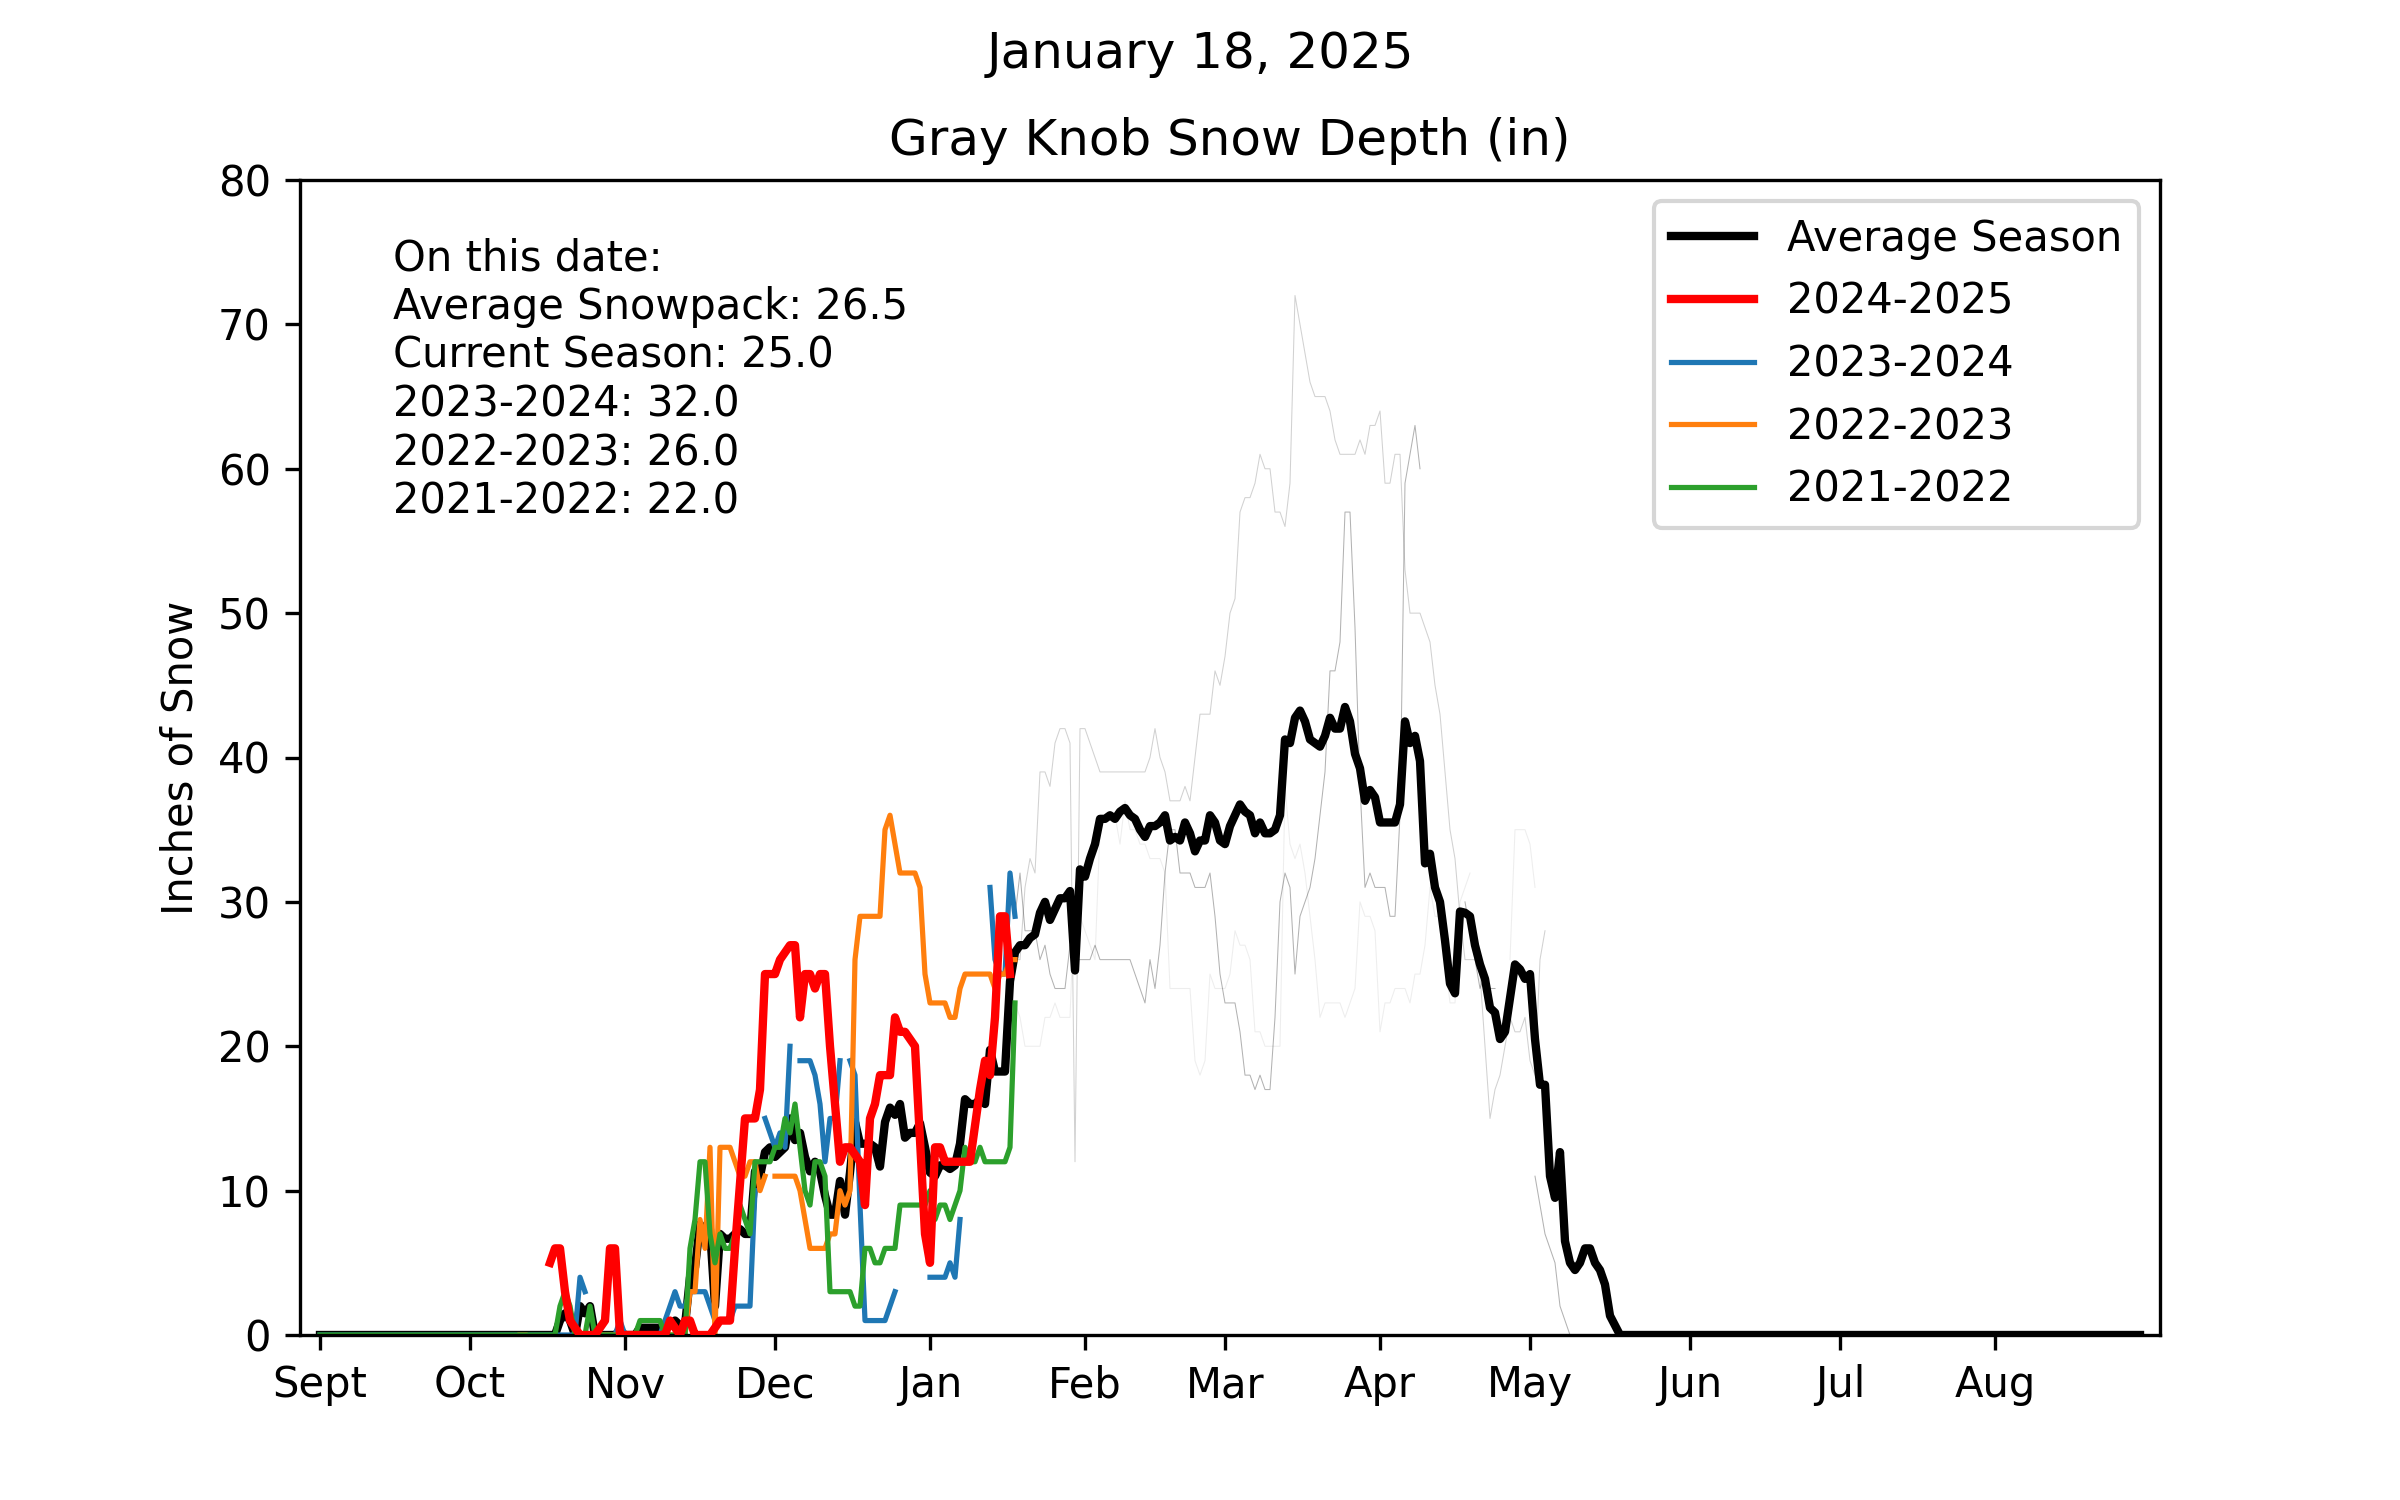 January 18, 2025
Gray Knob Snow Depth (in)
On this date:
Average Snowpack: 26.5
Current Season: 25.0
2023-2024: 32.0
2022-2023: 26.0
2021-2022: 22.0
Average Season
2024-2025
2023-2024
2022-2023
2021-2022
Inches of Snow
80
70
60
50
40
30
20
10
0
Sept Oct Nov Dec Jan Feb Mar Apr May Jun Jul Aug